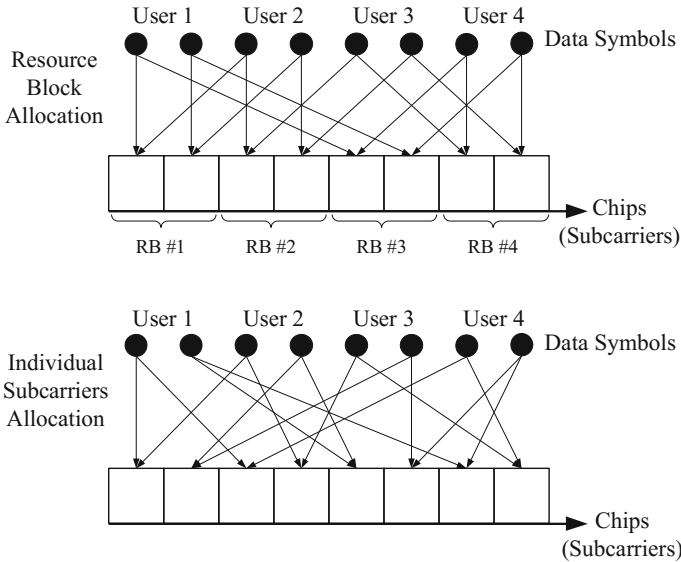 User 1 User 2 User 3 User 4
Data Symbols
Resource
Block
Allocation
Chips
(Subcarriers)
RB #1 RB #2 RB #3 RB #4
User 1 User 2 User 3 User 4
Data Symbols
Individual
Subcarriers
Allocation
Chips
(Subcarriers)